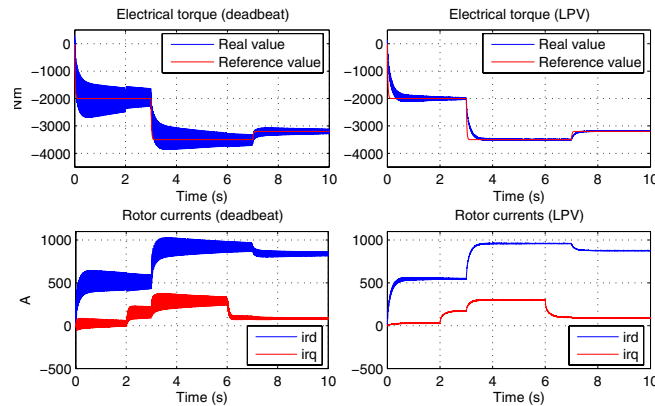 Electrical torque (deadbeat)
Electrical torque (LPV)
0
−1000
−2000
−3000
−4000
Nm
Real value
Reference value
0 2 4 6 8 10
Time (s)
0
−1000
−2000
−3000
−4000
Real value
Reference value
0 2 4 6 8 10
Time (s)
Rotor currents (deadbeat)
Rotor currents (LPV)
1000
500
0
−500
A
ird
irq
0 2 4 6 8 10
Time (s)
1000
500
0
−500
ird
irq
0 2 4 6 8 10
Time (s)